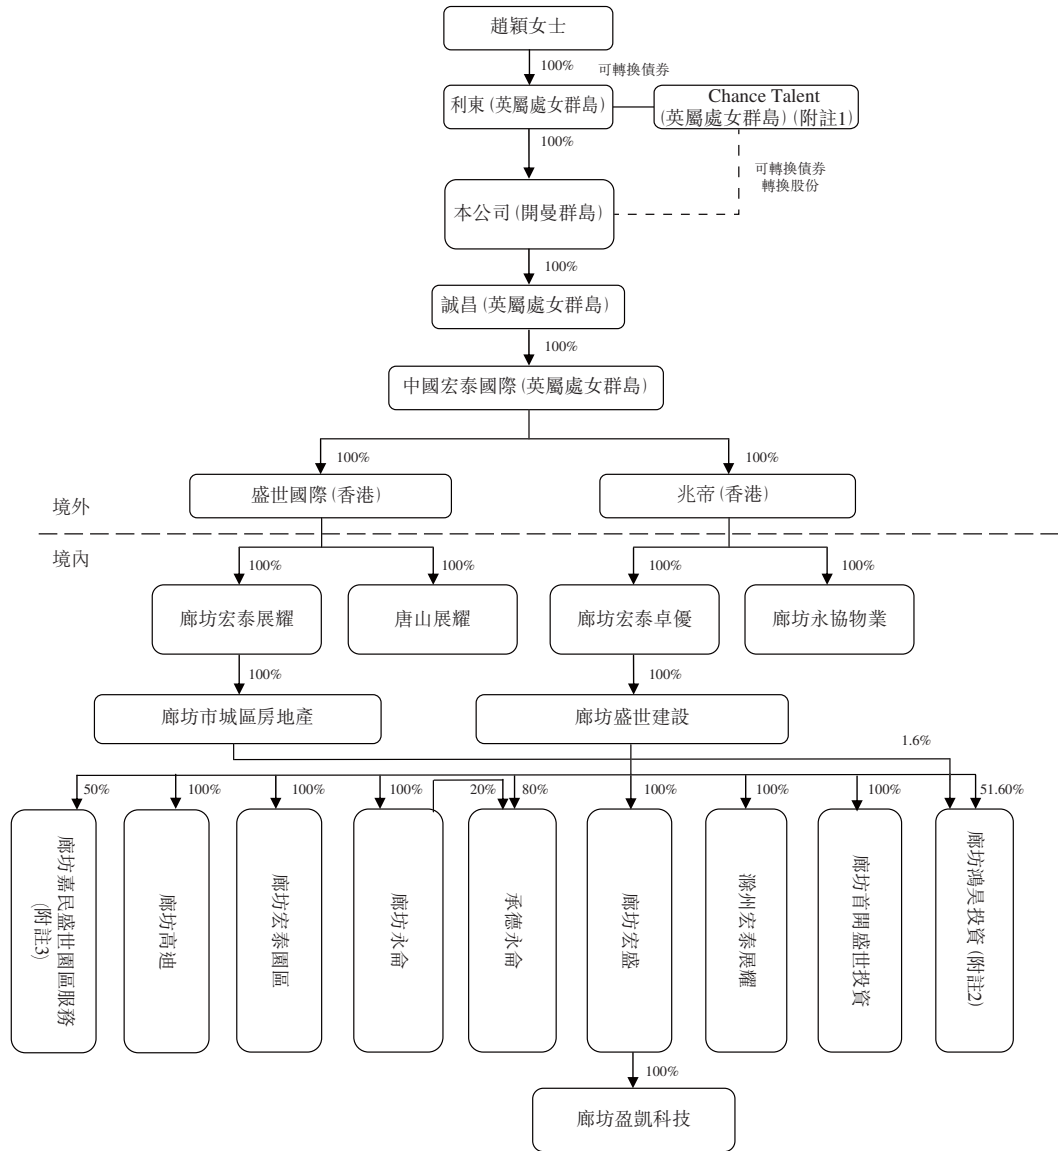 趙穎女士
100%
可轉換債券
利東 (英屬處女群島)
Chance Talent
(英屬處女群島) (附註1)
100%
可轉換債券
轉換股份
本公司 (開曼群島)
100%
誠昌 (英屬處女群島)
100%
中國宏泰國際 (英屬處女群島)
100%
100%
盛世國際 (香港)
兆帝 (香港)
境外
境內
100%
100%
100%
100%
廊坊宏泰展耀
唐山展耀
廊坊宏泰卓優
廊坊永協物業
100%
100%
廊坊市城區房地產
廊坊盛世建設
1.6%
50%
100%
100%
100%
20%
80%
100%
100%
100%
51.60%
廊坊嘉民盛世園區服務
(附註3)
廊坊高迪
廊坊宏泰園區
廊坊永侖
承德永侖
廊坊宏盛
滁州宏泰展耀
廊坊首開盛世投資
廊坊鴻昊投資 (附註2)
100%
廊坊盈凱科技